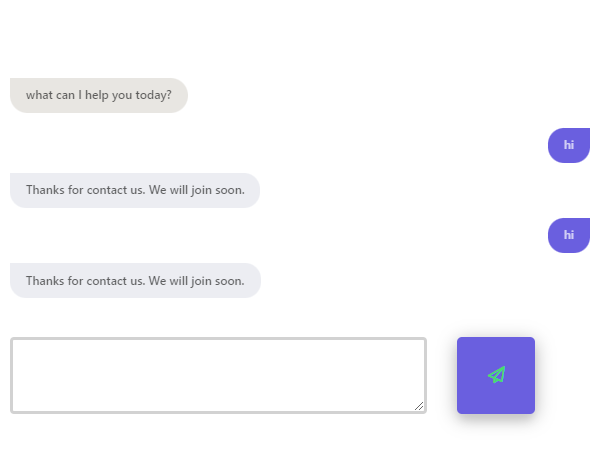 what can I help you today?
hi
Thanks for contact us. We will join soon.
hi
Thanks for contact us. We will join soon.